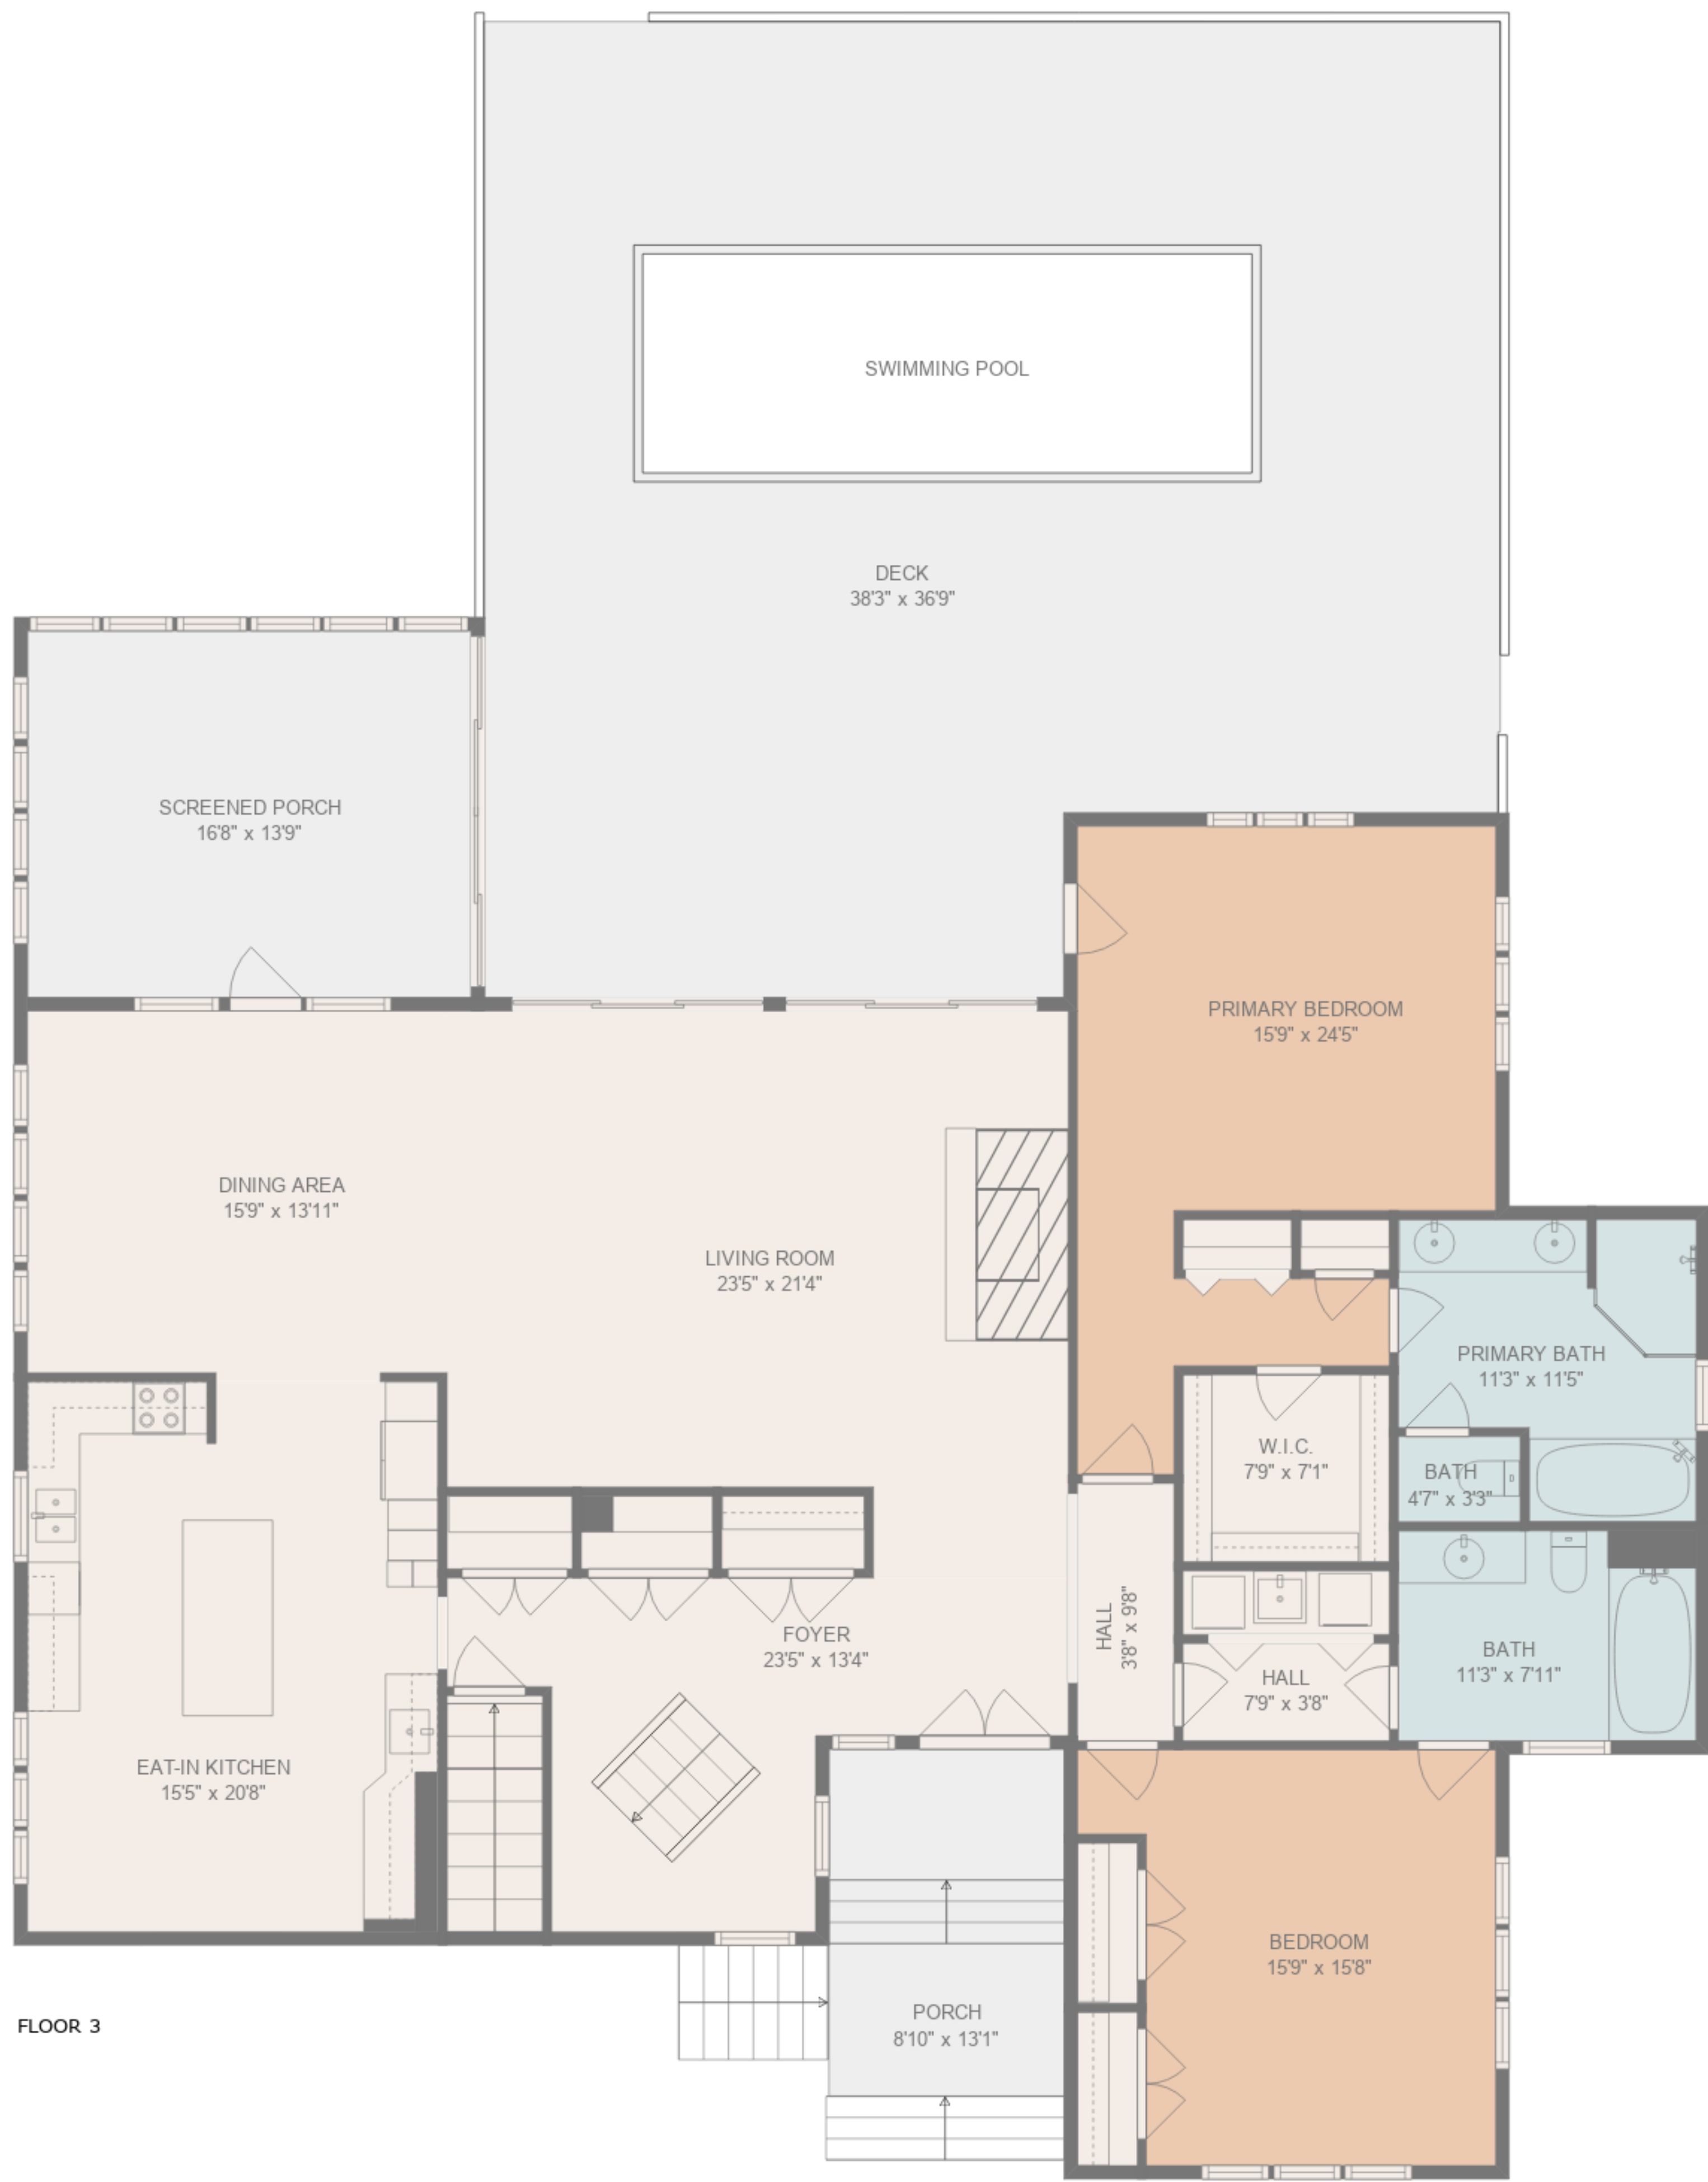 SWIMMING POOL
DECK
38'3" x 36'9"
SCREENED PORCH
16'8" x 13'9"
PRIMARY BEDROOM
15'9" x 24'5"
DINING AREA
15'9" x 13'11"
LIVING ROOM
23'5" x 21'4"
PRIMARY BATH
11'3" x 11'5"
W.I.C.
7'9" x 7'1"
BATH
4'7" x 3'3"
HALL
3'8" x 9'8"
FOYER
23'5" x 13'4"
HALL
7'9" x 3'8"
BATH
11'3" x 7'11"
EAT-IN KITCHEN
15'5" x 20'8"
BEDROOM
15'9" x 15'8"
PORCH
8'10" x 13'1"
FLOOR 3